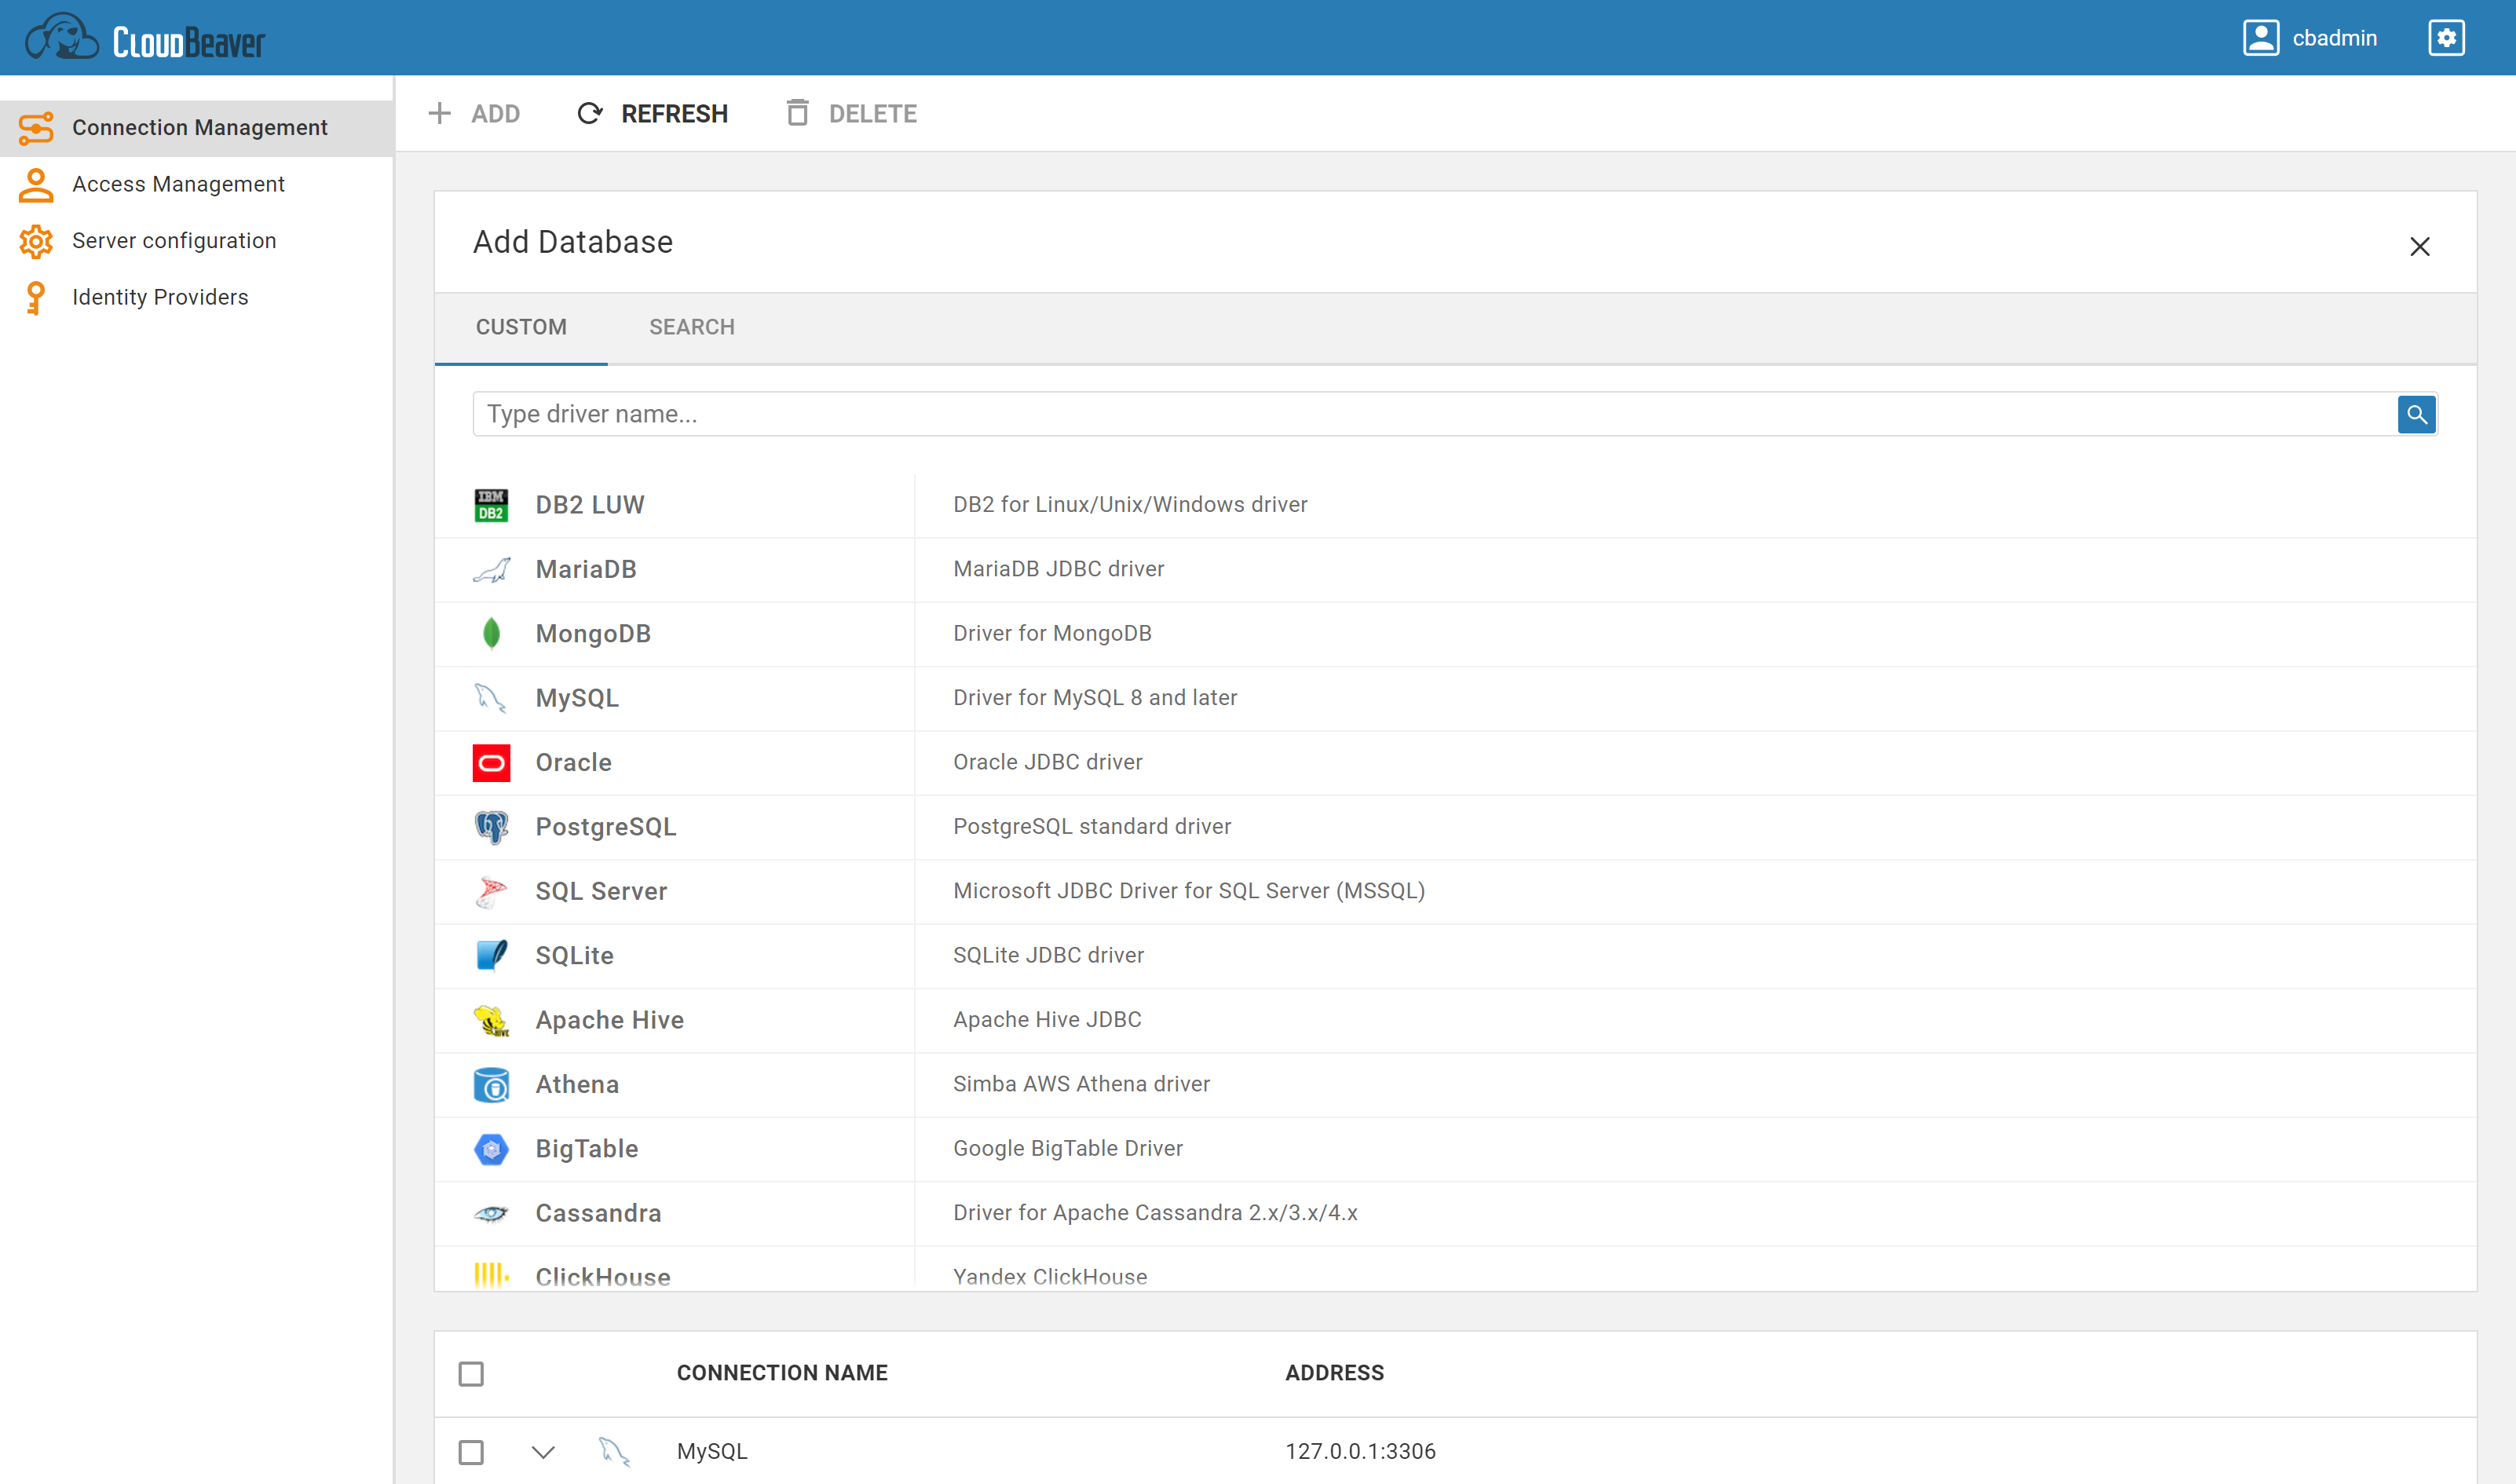 CloudBeaver
cbadmin
Connection Management
Access Management
Server configuration
Identity Providers
ADD REFRESH DELETE
Add Database
CUSTOM SEARCH
Type driver name...
IBM DB2 DB2 LUW DB2 for Linux/Unix/Windows driver
MariaDB MariaDB JDBC driver
MongoDB Driver for MongoDB
MySQL Driver for MySQL 8 and later
Oracle Oracle JDBC driver
PostgreSQL PostgreSQL standard driver
SQL Server Microsoft JDBC Driver for SQL Server (MSSQL)
SQLite SQLite JDBC driver
HIVE Apache Hive Apache Hive JDBC
Athena Simba AWS Athena driver
BigTable Google BigTable Driver
Cassandra Driver for Apache Cassandra 2.x/3.x/4.x
ClickHouse Yandex ClickHouse
CONNECTION NAME ADDRESS
MySQL 127.0.0.1:3306